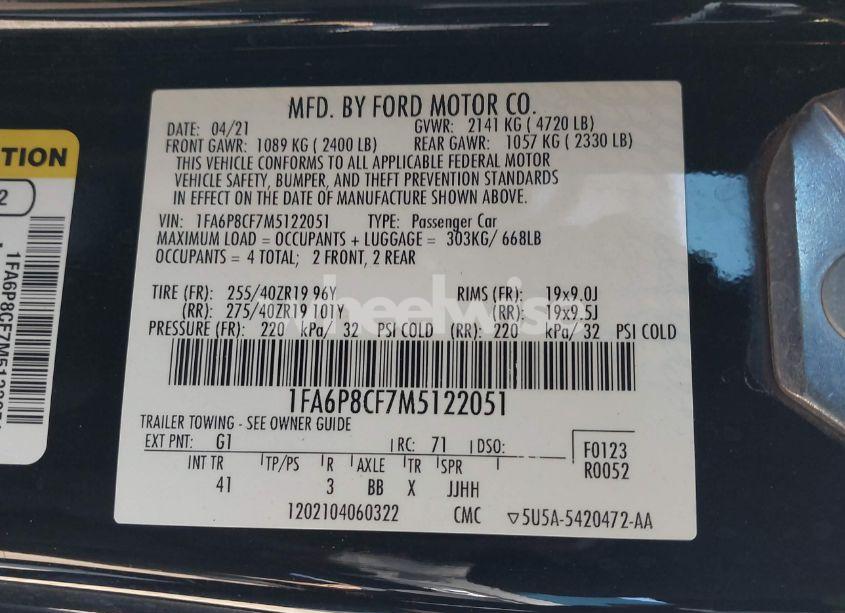 MFD. BY FORD MOTOR CO.
DATE: 04/21 GVWR: 2141 KG ( 4720 LB)
FRONT GAWR: 1089 KG ( 2400 LB) REAR GAWR: 1057 KG ( 2330 LB)
THIS VEHICLE CONFORMS TO ALL APPLICABLE FEDERAL MOTOR
VEHICLE SAFETY, BUMPER, AND THEFT PREVENTION STANDARDS
IN EFFECT ON THE DATE OF MANUFACTURE SHOWN ABOVE.
VIN: 1FA6P8CF7M5122051 TYPE: Passenger Car
MAXIMUM LOAD = OCCUPANTS + LUGGAGE = 303KG/ 668LB
OCCUPANTS = 4 TOTAL; 2 FRONT, 2 REAR
TIRE (FR): 255/40ZR19 96Y RIMS (FR): 19x9.0J
(RR): 275/40ZR19 101Y (RR): 19x9.5J
PRESSURE (FR): 220 kPa/ 32 PSI COLD (RR): 220 kPa/ 32 PSI COLD
wheelwise
1FA6P8CF7M5122051
TRAILER TOWING - SEE OWNER GUIDE
EXT PNT: G1 RC: 71 DSO:
F0123
R0052
INT TR TP/PS R AXLE TR SPR
41 3 BB X JJHH
1202104060322 CMC ▽5U5A-5420472-AA
TION
2